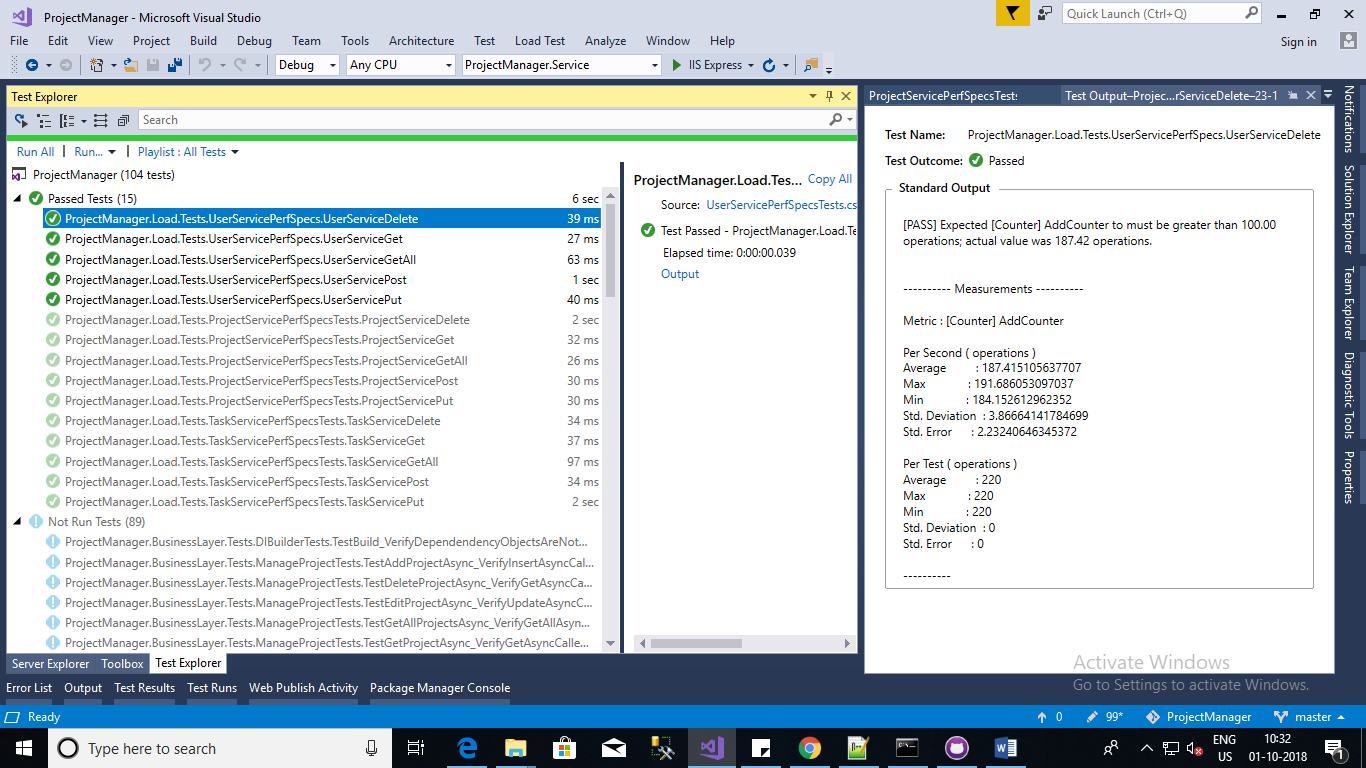 ProjectManager - Microsoft Visual Studio
Quick Launch (Ctrl+Q)
File Edit View Project Build Debug Team Tools Architecture Test Load Test Analyze Window Help
Sign in
Debug Any CPU ProjectManager.Service IIS Express
Test Explorer
Search
Run All | Run... | Playlist : All Tests
ProjectManager (104 tests)
Passed Tests (15) 6 sec
ProjectManager.Load.Tests.UserServicePerfSpecs.UserServiceDelete 39 ms
ProjectManager.Load.Tests.UserServicePerfSpecs.UserServiceGet 27 ms
ProjectManager.Load.Tests.UserServicePerfSpecs.UserServiceGetAll 63 ms
ProjectManager.Load.Tests.UserServicePerfSpecs.UserServicePost 1 sec
ProjectManager.Load.Tests.UserServicePerfSpecs.UserServicePut 40 ms
ProjectManager.Load.Tests.ProjectServicePerfSpecsTests.ProjectServiceDelete 2 sec
ProjectManager.Load.Tests.ProjectServicePerfSpecsTests.ProjectServiceGet 32 ms
ProjectManager.Load.Tests.ProjectServicePerfSpecsTests.ProjectServiceGetAll 26 ms
ProjectManager.Load.Tests.ProjectServicePerfSpecsTests.ProjectServicePost 30 ms
ProjectManager.Load.Tests.ProjectServicePerfSpecsTests.ProjectServicePut 30 ms
ProjectManager.Load.Tests.TaskServicePerfSpecsTests.TaskServiceDelete 34 ms
ProjectManager.Load.Tests.TaskServicePerfSpecsTests.TaskServiceGet 37 ms
ProjectManager.Load.Tests.TaskServicePerfSpecsTests.TaskServiceGetAll 97 ms
ProjectManager.Load.Tests.TaskServicePerfSpecsTests.TaskServicePost 34 ms
ProjectManager.Load.Tests.TaskServicePerfSpecsTests.TaskServicePut 2 sec
Not Run Tests (89)
ProjectManager.BusinessLayer.Tests.DIBuilderTests.TestBuild_VerifyDependendencyObjectsAreNot...
ProjectManager.BusinessLayer.Tests.ManageProjectTests.TestAddProjectAsync_VerifyInsertAsyncCal...
ProjectManager.BusinessLayer.Tests.ManageProjectTests.TestDeleteProjectAsync_VerifyGetAsyncCa...
ProjectManager.BusinessLayer.Tests.ManageProjectTests.TestEditProjectAsync_VerifyUpdateAsyncC...
ProjectManager.BusinessLayer.Tests.ManageProjectTests.TestGetAllProjectsAsync_VerifyGetAllAsyn...
ProjectManager.BusinessLayer.Tests.ManageProjectTests.TestGetProjectAsync_VerifyGetAsyncCalle...
ProjectManager.Load.Tes... Copy All
Source: UserServicePerfSpecsTests.cs
Test Passed - ProjectManager.Load.Te
Elapsed time: 0:00:00.039
Output
ProjectServicePerfSpecsTests Test Output–Projec...rServiceDelete–23-1
Test Name: ProjectManager.Load.Tests.UserServicePerfSpecs.UserServiceDelete
Test Outcome: Passed
Standard Output
[PASS] Expected [Counter] AddCounter to must be greater than 100.00
operations; actual value was 187.42 operations.
---------- Measurements ----------
Metric : [Counter] AddCounter
Per Second ( operations )
Average : 187.415105637707
Max : 191.686053097037
Min : 184.152612962352
Std. Deviation : 3.86664141784699
Std. Error : 2.23240646345372
Per Test ( operations )
Average : 220
Max : 220
Min : 220
Std. Deviation : 0
Std. Error : 0
----------
Notifications
Solution Explorer
Team Explorer
Diagnostic Tools
Properties
Activate Windows
Go to Settings to activate Windows.
Server Explorer Toolbox Test Explorer
Error List Output Test Results Test Runs Web Publish Activity Package Manager Console
Ready 0 99* ProjectManager master
Type here to search
ENG 10:32
US 01-10-2018 1